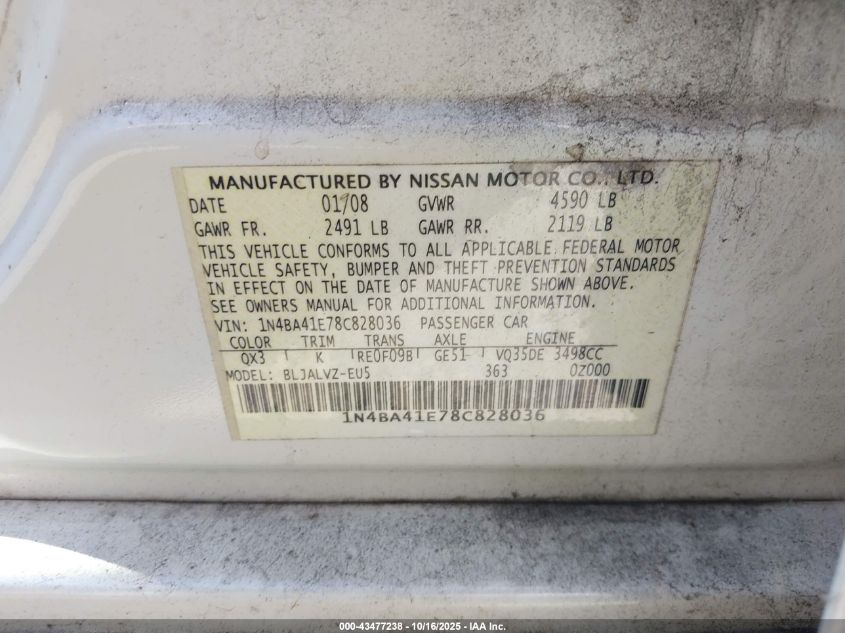 MANUFACTURED BY NISSAN MOTOR CO., LTD.
DATE 01/08 GVWR 4590 LB
GAWR FR. 2491 LB GAWR RR. 2119 LB
THIS VEHICLE CONFORMS TO ALL APPLICABLE FEDERAL MOTOR
VEHICLE SAFETY, BUMPER AND THEFT PREVENTION STANDARDS
IN EFFECT ON THE DATE OF MANUFACTURE SHOWN ABOVE.
SEE OWNERS MANUAL FOR ADDITIONAL INFORMATION.
VIN: 1N4BA41E78C828036 PASSENGER CAR
COLOR TRIM TRANS AXLE ENGINE
QX3 K RE0F09B GE51 VQ35DE 3498CC
MODEL: BLJALVZ-EU5 363 0Z000
1N4BA41E78C828036
000-43477238 - 10/16/2025 - IAA Inc.